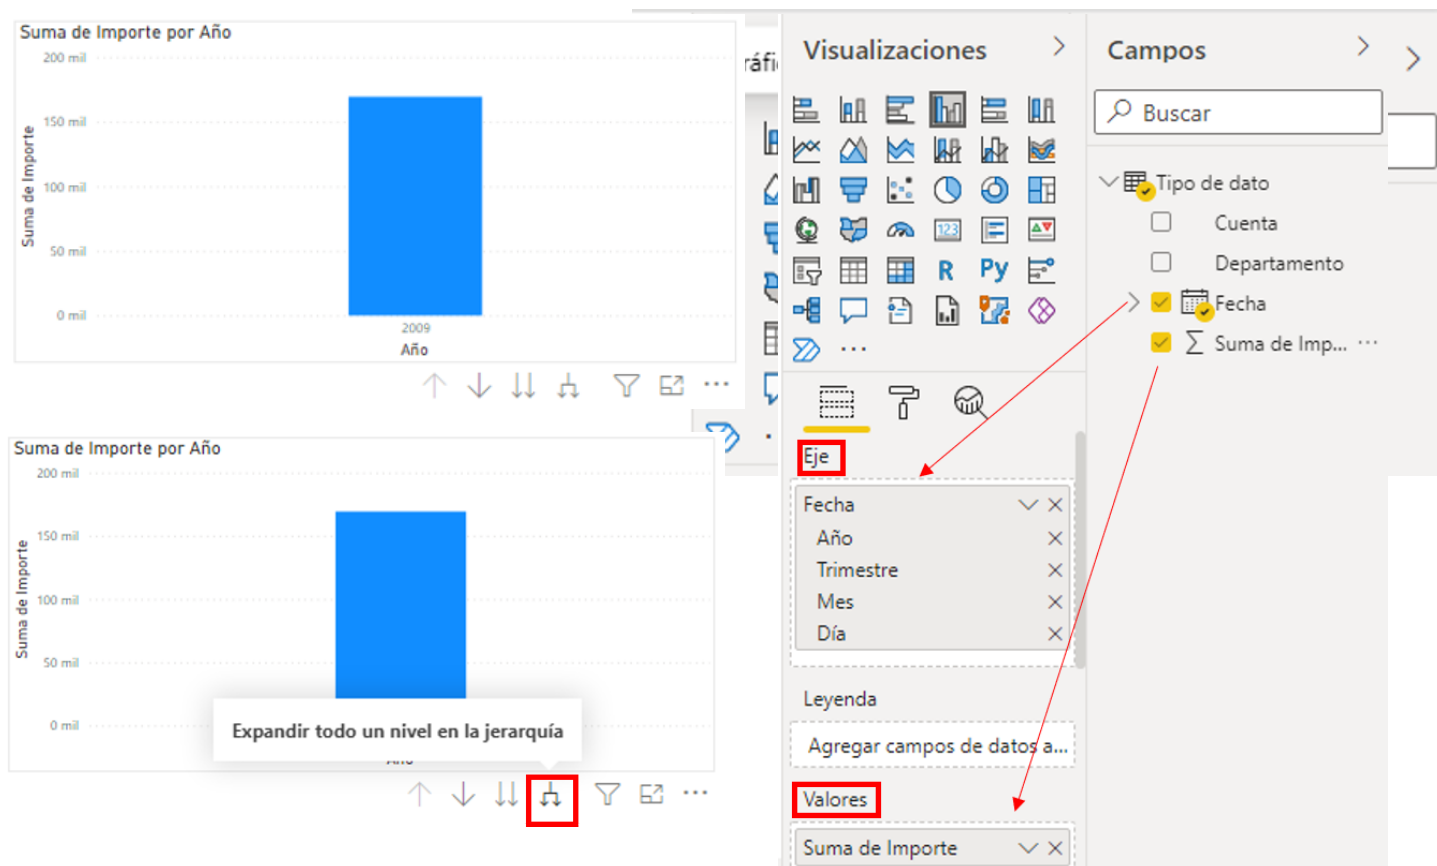 Suma de Importe por Año
200 mil
150 mil
100 mil
50 mil
0 mil
Suma de Importe
2009
Año
Suma de Importe por Año
200 mil
150 mil
100 mil
50 mil
0 mil
Suma de Importe
Expandir todo un nivel en la jerarquía
Año
ráfi
Visualizaciones
123
R
Py
Eje
Fecha
Año
Trimestre
Mes
Día
Leyenda
Agregar campos de datos a...
Valores
Suma de Importe
Campos
Buscar
Tipo de dato
Cuenta
Departamento
Fecha
Suma de Imp...